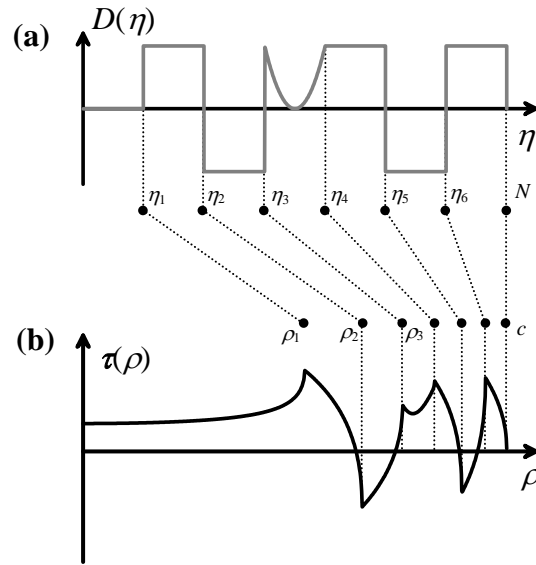 (a) D(η)
η
η₁ η₂ η₃ η₄ η₅ η₆ N
ρ₁ ρ₂ ρ₃ c
(b) τ(ρ)
ρ